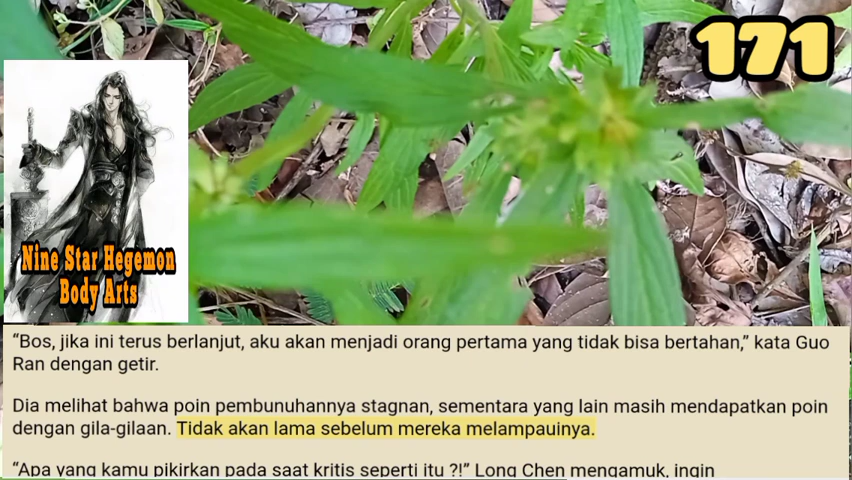 171
Nine Star Hegemon
Body Arts
“Bos, jika ini terus berlanjut, aku akan menjadi orang pertama yang tidak bisa bertahan,” kata Guo
Ran dengan getir.
Dia melihat bahwa poin pembunuhannya stagnan, sementara yang lain masih mendapatkan poin
dengan gila-gilaan. Tidak akan lama sebelum mereka melampauinya.
“Apa yang kamu pikirkan pada saat kritis seperti itu ?!” Long Chen mengamuk, ingin